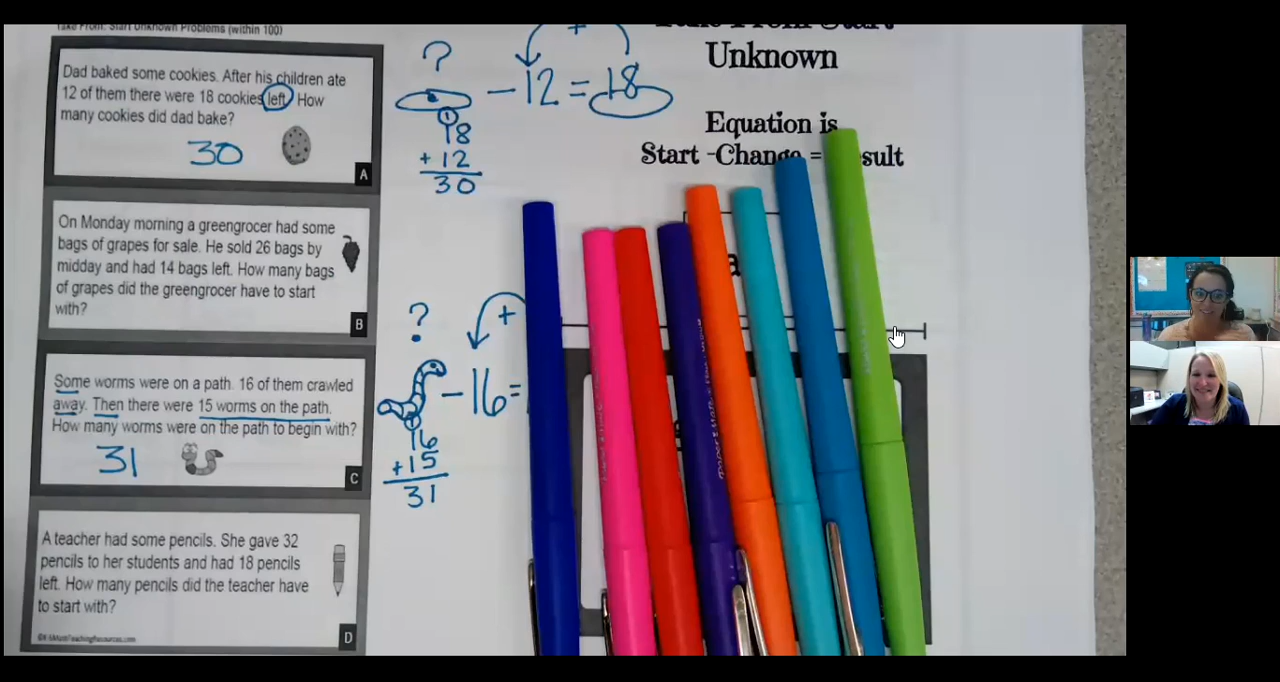 Take From: Start Unknown Problems (within 100)
Dad baked some cookies. After his children ate
12 of them there were 18 cookies left. How
many cookies did dad bake?
30
A
On Monday morning a greengrocer had some
bags of grapes for sale. He sold 26 bags by
midday and had 14 bags left. How many bags
of grapes did the greengrocer have to start
with?
B
Some worms were on a path. 16 of them crawled
away. Then there were 15 worms on the path.
How many worms were on the path to begin with?
31
C
A teacher had some pencils. She gave 32
pencils to her students and had 18 pencils
left. How many pencils did the teacher have
to start with?
D
?
+
- 12 = 18
1
18
+ 12
30
?
+
- 16 =
1
16
+ 15
31
Take From Start
Unknown
Equation is
Start -Change =
sult